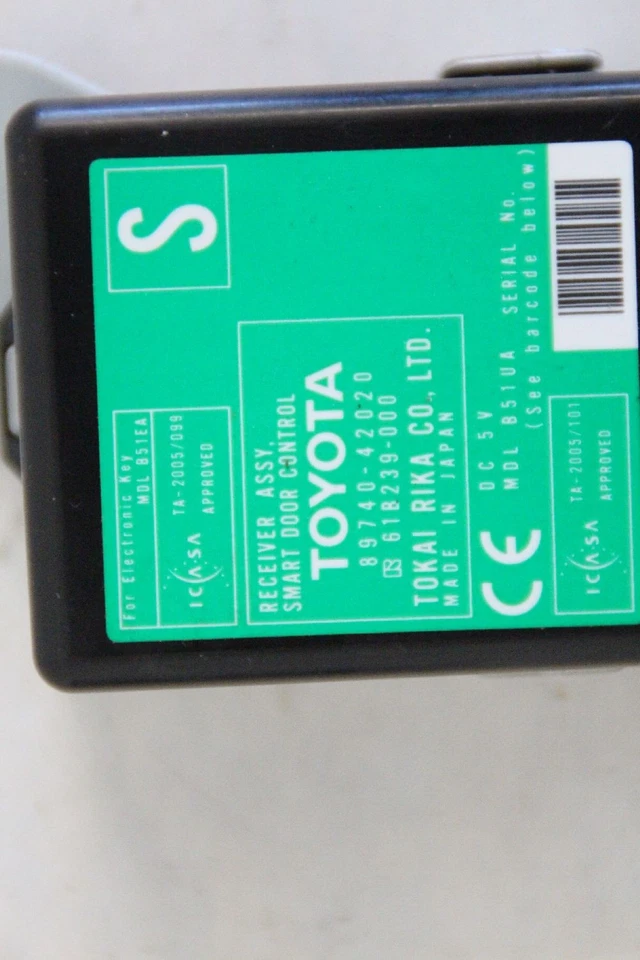 S
For Electronic Key
MDL B51EA
ICASA
TA-2005/099
APPROVED
RECEIVER ASSY,
SMART DOOR CONTROL
TOYOTA
89740-42020
61B239-000
TOKAI RIKA CO., LTD.
MADE IN JAPAN
CE
DC 5V
MDL B51UA SERIAL No.
(See barcode below)
ICASA
TA-2005/101
APPROVED